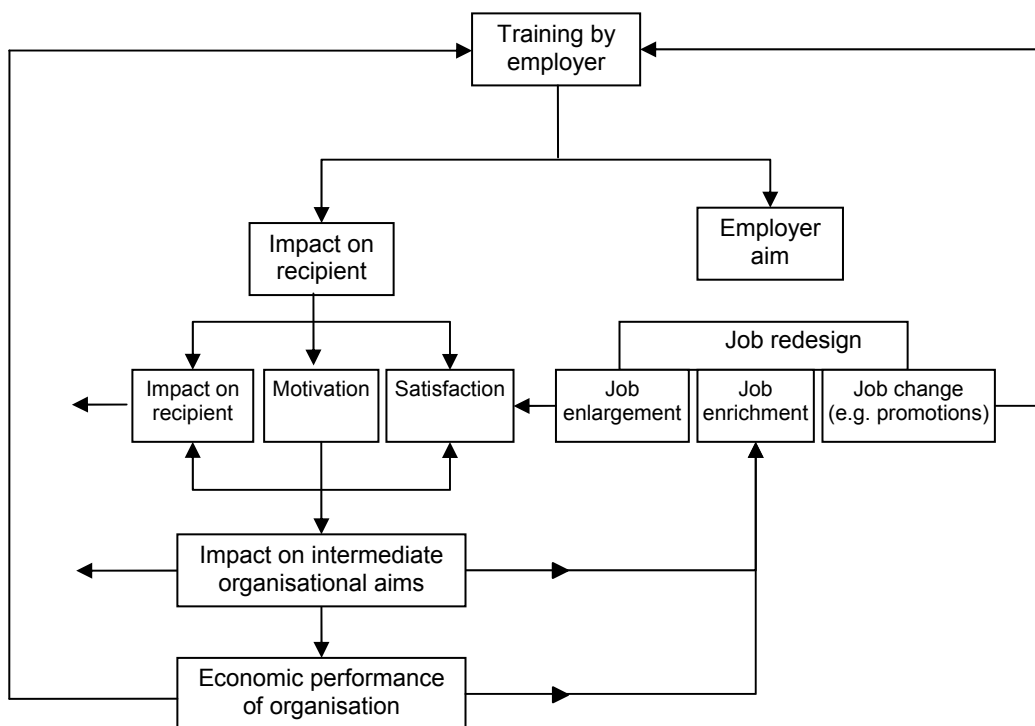 Training by
employer
Impact on
recipient
Employer
aim
Job redesign
Impact on
recipient
Motivation
Satisfaction
Job
enlargement
Job
enrichment
Job change
(e.g. promotions)
Impact on intermediate
organisational aims
Economic performance
of organisation